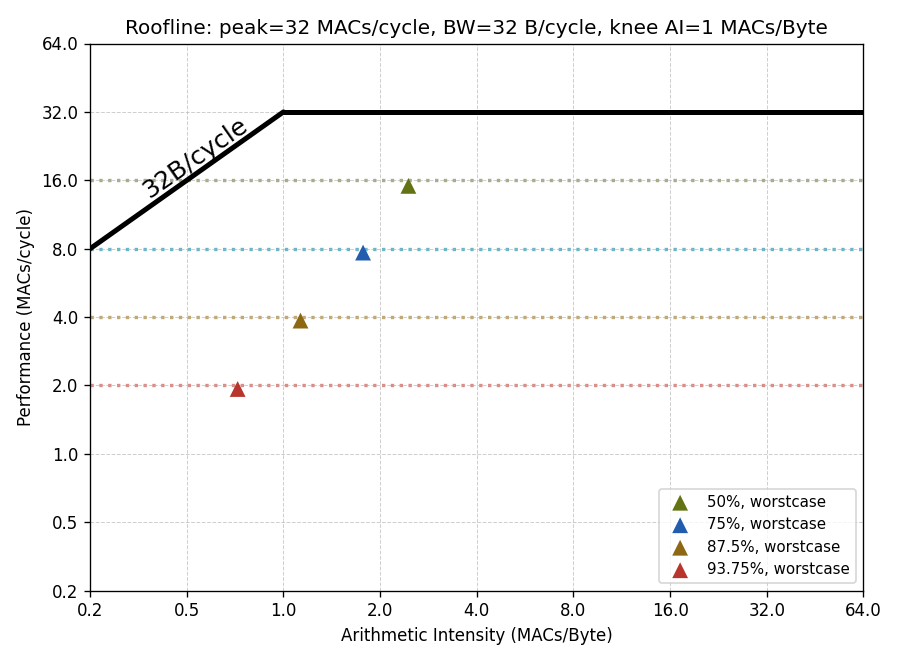 Roofline: peak=32 MACs/cycle, BW=32 B/cycle, knee AI=1 MACs/Byte
64.0
32.0
16.0
8.0
4.0
2.0
1.0
0.5
0.2
Performance (MACs/cycle)
32B/cycle
50%, worstcase
75%, worstcase
87.5%, worstcase
93.75%, worstcase
0.2 0.5 1.0 2.0 4.0 8.0 16.0 32.0 64.0
Arithmetic Intensity (MACs/Byte)